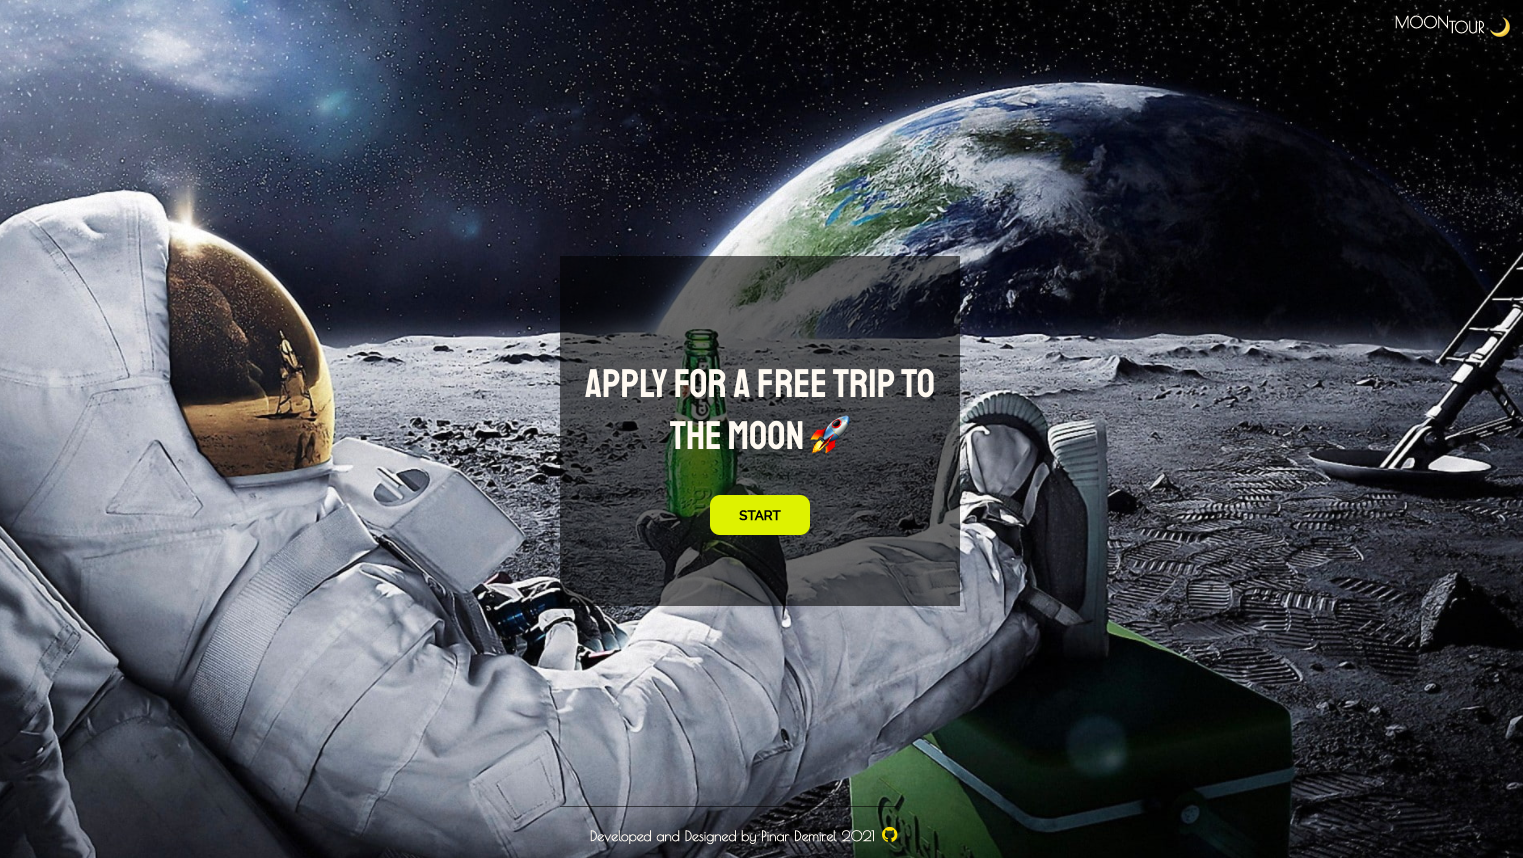 MOONTOUR
APPLY FOR A FREE TRIP TO
THE MOON 🚀
START
Developed and Designed by Pinar Demirel 2021